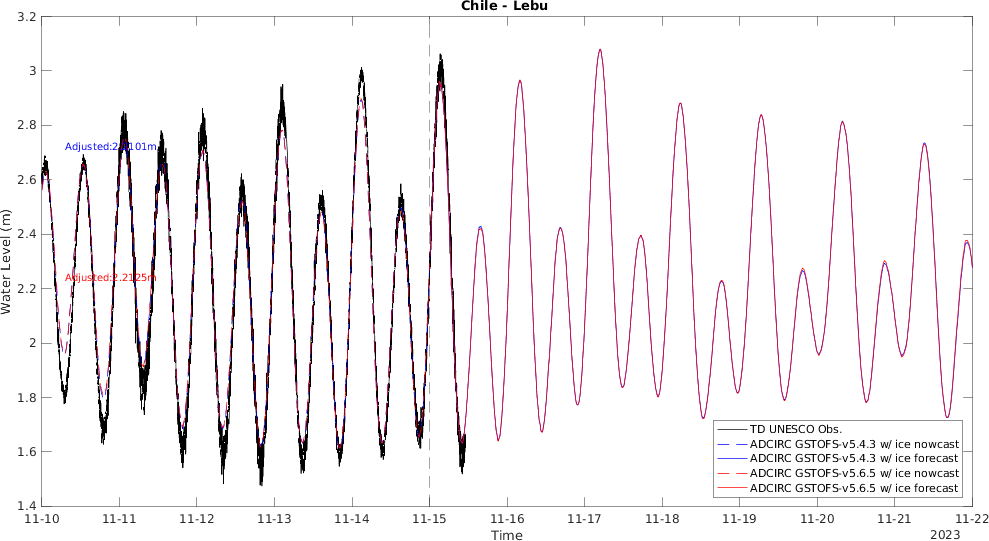 Chile - Lebu
3.2
3
2.8
2.6
2.4
2.2
2
1.8
1.6
1.4
Water Level (m)
Adjusted:2.2101m
Adjusted:2.2125m
TD UNESCO Obs.
ADCIRC GSTOFS-v5.4.3 w/ ice nowcast
ADCIRC GSTOFS-v5.4.3 w/ ice forecast
ADCIRC GSTOFS-v5.6.5 w/ ice nowcast
ADCIRC GSTOFS-v5.6.5 w/ ice forecast
11-10 11-11 11-12 11-13 11-14 11-15 11-16 11-17 11-18 11-19 11-20 11-21 11-22
Time
2023